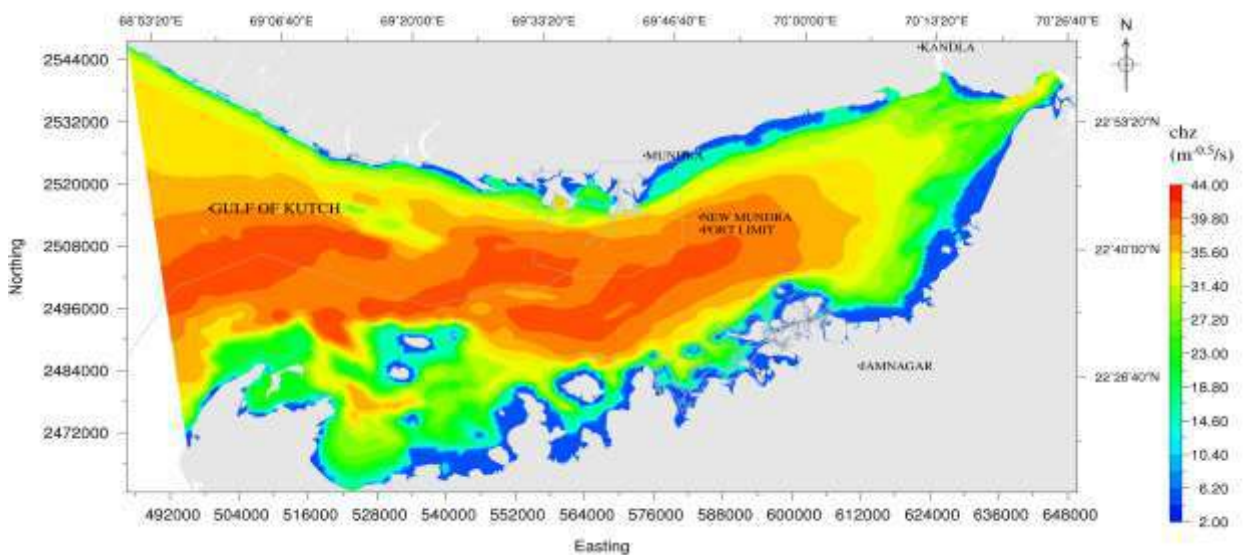 68°53'20"E 69°06'40"E 69°20'00"E 69°33'20"E 69°46'40"E 70°00'00"E 70°13'20"E 70°26'40"E
N
KANDLA
2544000
2532000
22°53'20"N
chz
(m^-0.5/s)
MUNDRA
2520000
44.00
GULF OF KUTCH
NEW MUNDRA
PORT LIMIT
39.80
2508000
22°40'00"N
35.60
Northing
31.40
2496000
27.20
23.00
2484000
JAMNAGAR
22°26'40"N
18.80
14.60
2472000
10.40
6.20
2.00
492000 504000 516000 528000 540000 552000 564000 576000 588000 600000 612000 624000 636000 648000
Easting